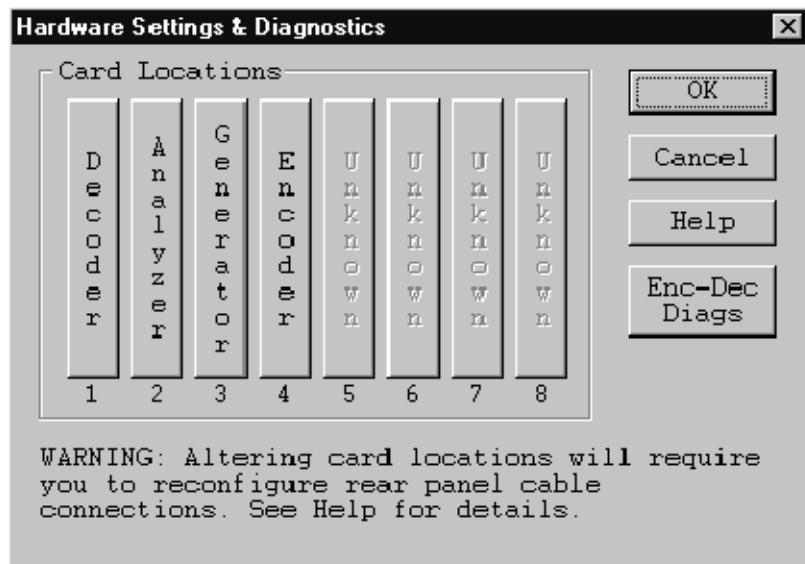 Hardware Settings & Diagnostics
Card Locations
Decoder
Analyzer
Generator
Encoder
Unknown
Unknown
Unknown
Unknown
1 2 3 4 5 6 7 8
OK
Cancel
Help
Enc-Dec
Diags
WARNING: Altering card locations will require
you to reconfigure rear panel cable
connections. See Help for details.